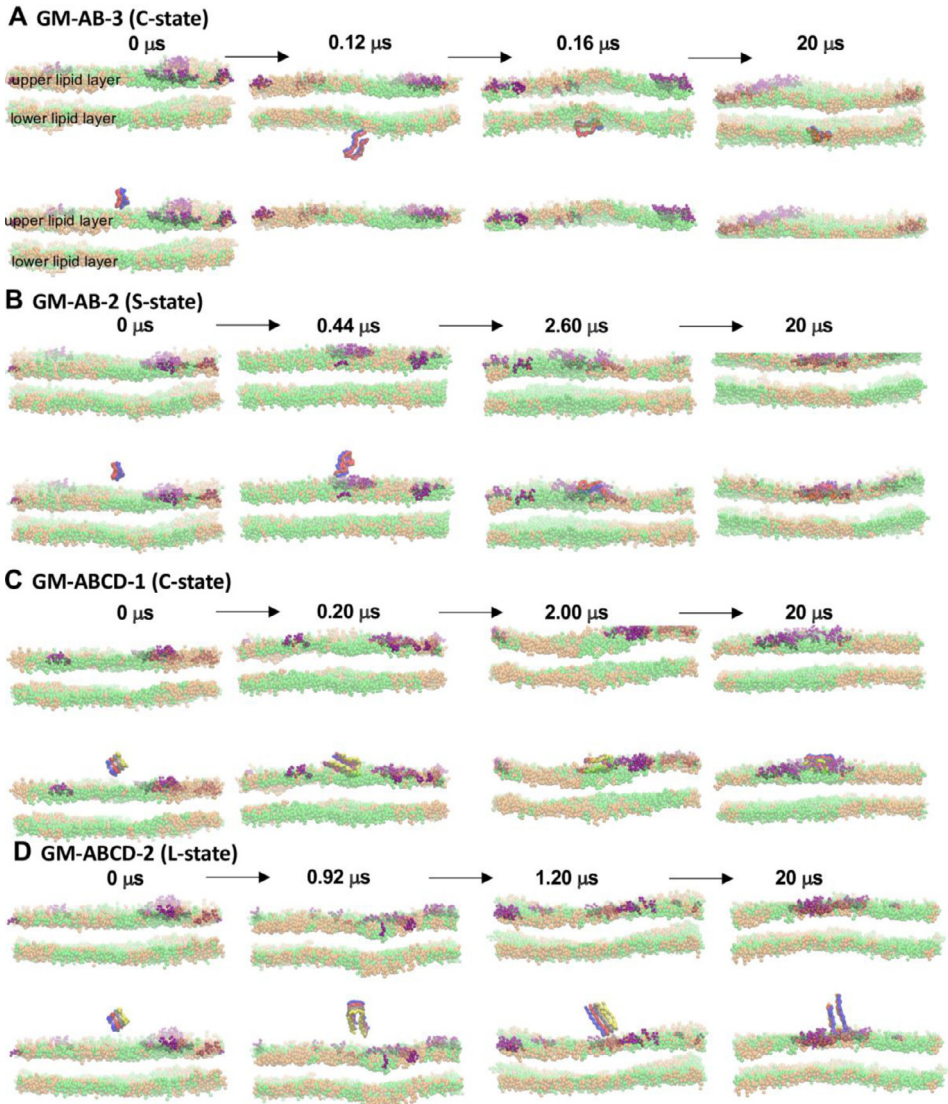 A GM-AB-3 (C-state)
0 μs 0.12 μs 0.16 μs 20 μs
upper lipid layer
lower lipid layer
upper lipid layer
lower lipid layer
B GM-AB-2 (S-state)
0 μs 0.44 μs 2.60 μs 20 μs
C GM-ABCD-1 (C-state)
0 μs 0.20 μs 2.00 μs 20 μs
D GM-ABCD-2 (L-state)
0 μs 0.92 μs 1.20 μs 20 μs